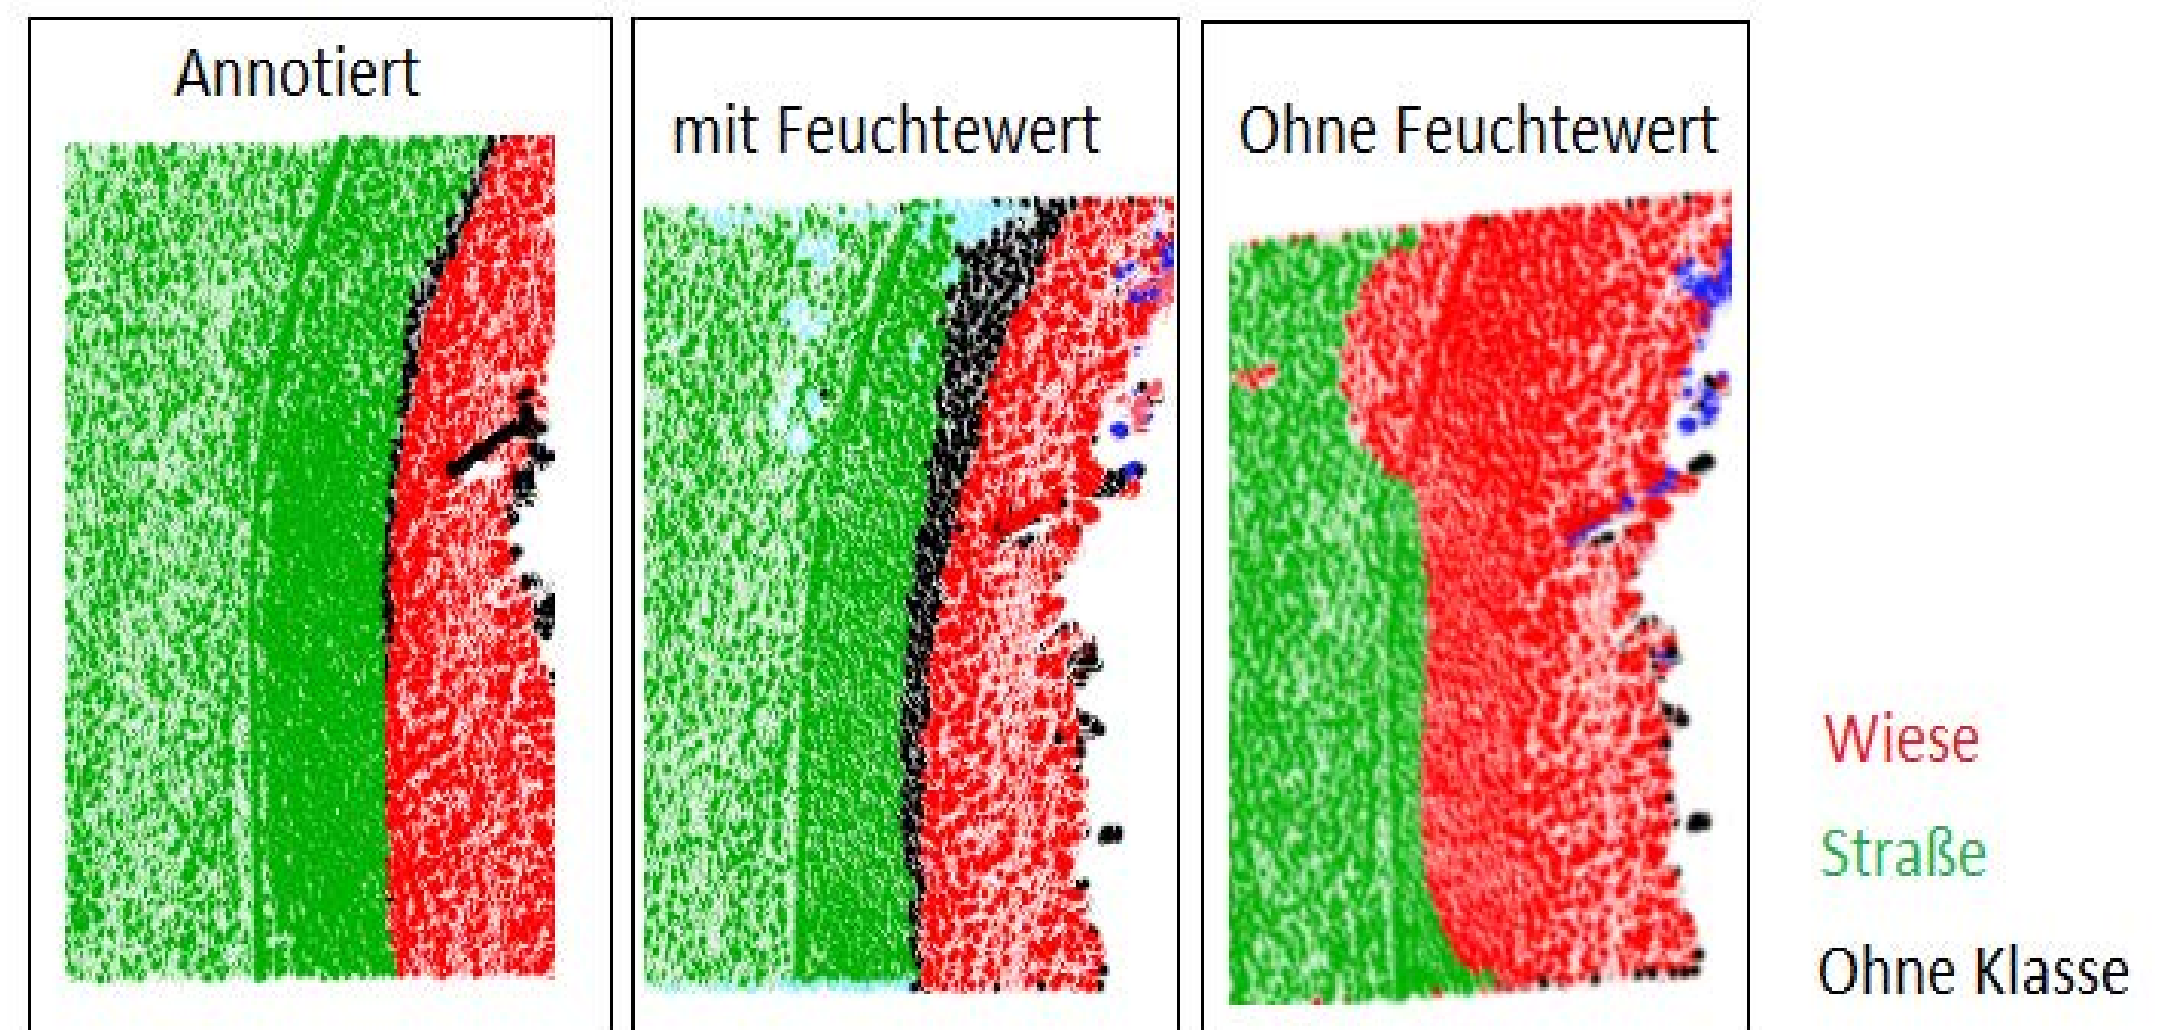 Annotiert
mit Feuchtewert
Ohne Feuchtewert
Wiese
Straße
Ohne Klasse